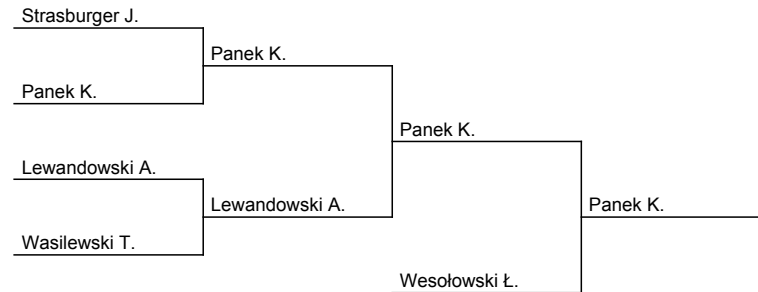 Strasburger J.
Panek K.
Panek K.
Panek K.
Lewandowski A.
Lewandowski A.
Panek K.
Wasilewski T.
Wesołowski Ł.